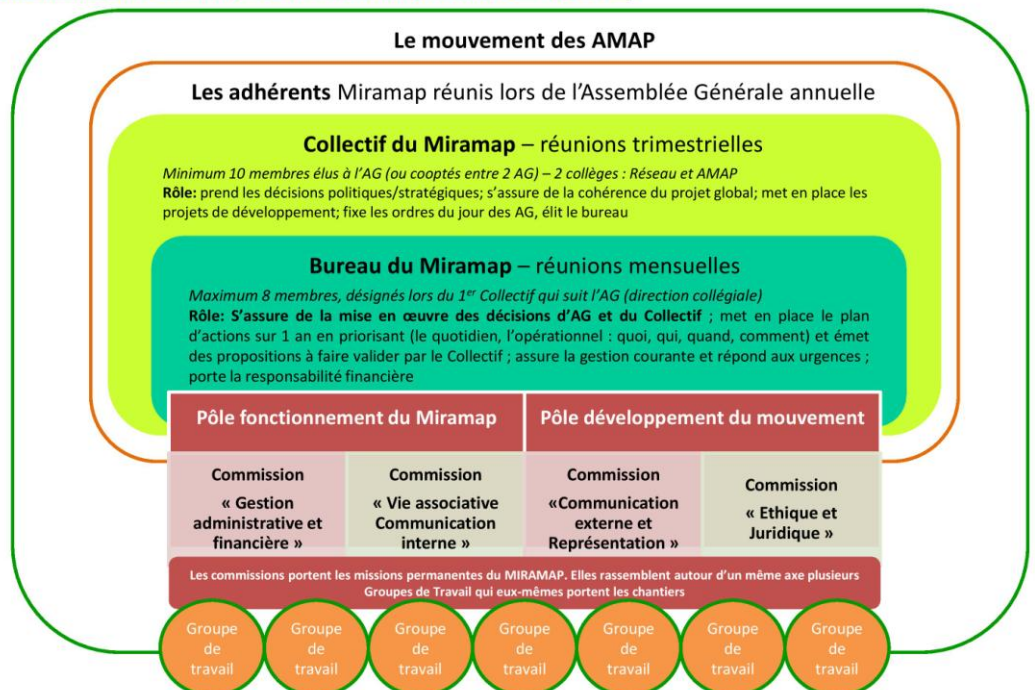 Le mouvement des AMAP
Les adhérents Miramap réunis lors de l'Assemblée Générale annuelle
Collectif du Miramap – réunions trimestrielles
Minimum 10 membres élus à l'AG (ou cooptés entre 2 AG) – 2 collèges : Réseau et AMAP
Rôle: prend les décisions politiques/stratégiques; s'assure de la cohérence du projet global; met en place les
projets de développement; fixe les ordres du jour des AG, élit le bureau
Bureau du Miramap – réunions mensuelles
Maximum 8 membres, désignés lors du 1er Collectif qui suit l'AG (direction collégiale)
Rôle: S'assure de la mise en œuvre des décisions d'AG et du Collectif ; met en place le plan
d'actions sur 1 an en priorisant (le quotidien, l'opérationnel : quoi, qui, quand, comment) et émet
des propositions à faire valider par le Collectif ; assure la gestion courante et répond aux urgences ;
porte la responsabilité financière
Pôle fonctionnement du Miramap
Pôle développement du mouvement
Commission
« Gestion
administrative et
financière »
Commission
« Vie associative
Communication
interne »
Commission
«Communication
externe et
Représentation »
Commission
« Ethique et
Juridique »
Les commissions portent les missions permanentes du MIRAMAP. Elles rassemblent autour d'un même axe plusieurs
Groupes de Travail qui eux-mêmes portent les chantiers
Groupe
de
travail
Groupe
de
travail
Groupe
de
travail
Groupe
de
travail
Groupe
de
travail
Groupe
de
travail
Groupe
de
travail